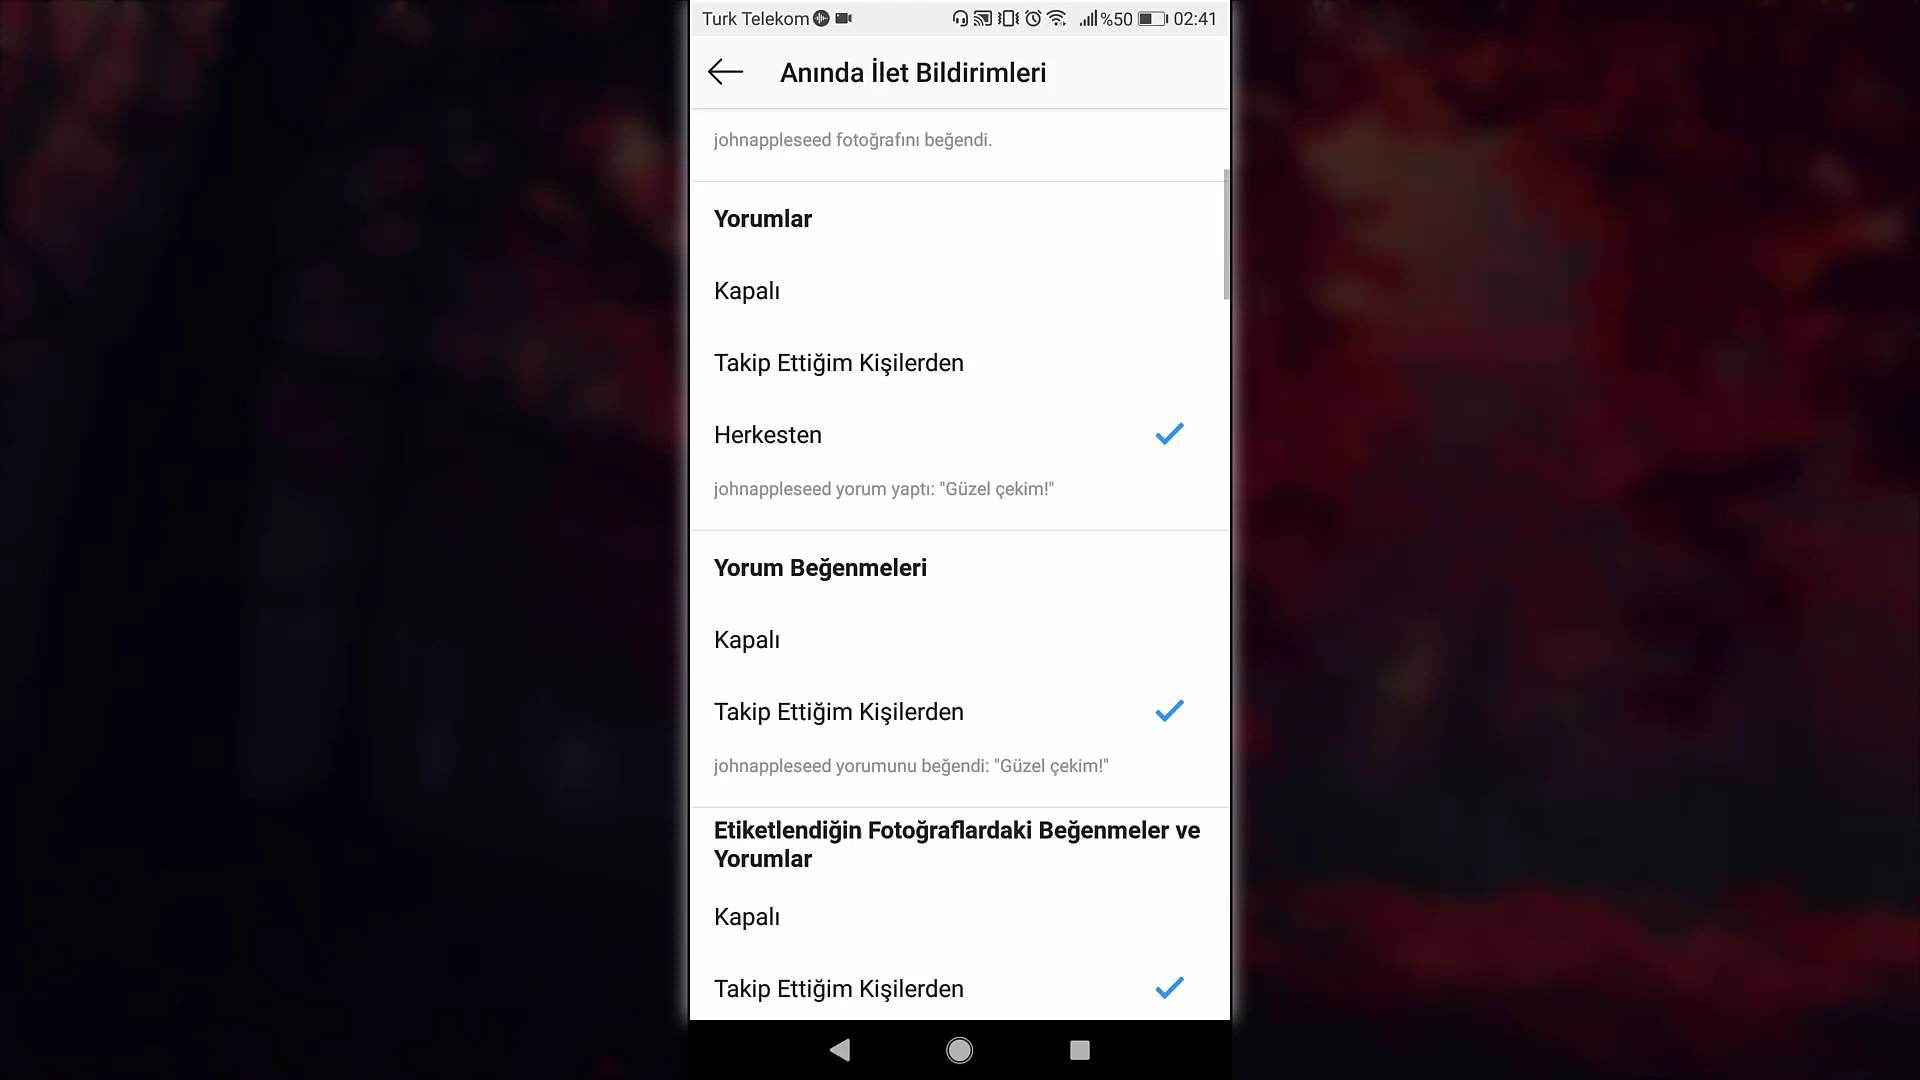 Turk Telekom %50 02:41
Anında İlet Bildirimleri
johnappleseed fotoğrafını beğendi.
Yorumlar
Kapalı
Takip Ettiğim Kişilerden
Herkesten
johnappleseed yorum yaptı: "Güzel çekim!"
Yorum Beğenmeleri
Kapalı
Takip Ettiğim Kişilerden
johnappleseed yorumunu beğendi: "Güzel çekim!"
Etiketlendiğin Fotoğraflardaki Beğenmeler ve
Yorumlar
Kapalı
Takip Ettiğim Kişilerden